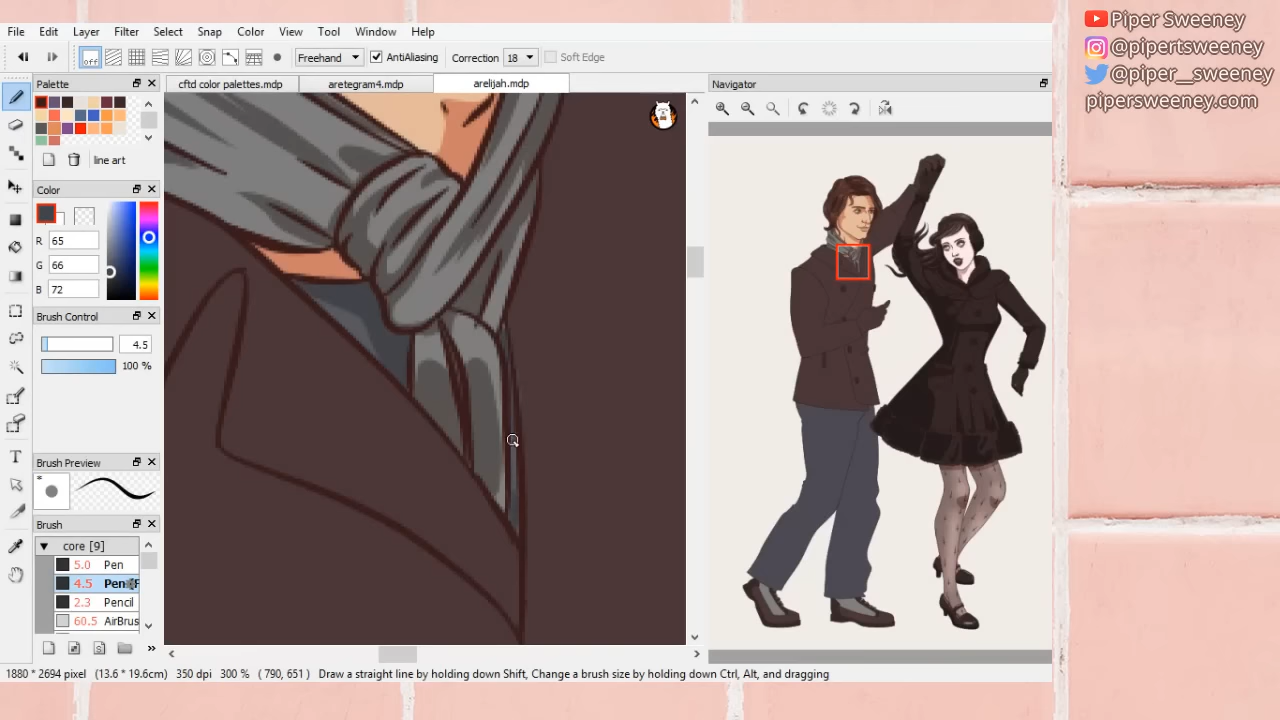 File Edit Layer Filter Select Snap Color View Tool Window Help
off Freehand AntiAliasing Correction 18 Soft Edge
Palette
cftd color palettes.mdp aretegram4.mdp arelijah.mdp
Navigator
line art
Color
R 65
G 66
B 72
Brush Control
4.5
100 %
Brush Preview
*
Brush
core [9]
5.0 Pen
4.5 Pen
2.3 Pencil
60.5 AirBrus
1880 * 2694 pixel (13.6 * 19.6cm) 350 dpi 300 % ( 790, 651 ) Draw a straight line by holding down Shift, Change a brush size by holding down Ctrl, Alt, and dragging
Piper Sweeney
@pipertsweeney
@piper__sweeney
pipersweeney.com